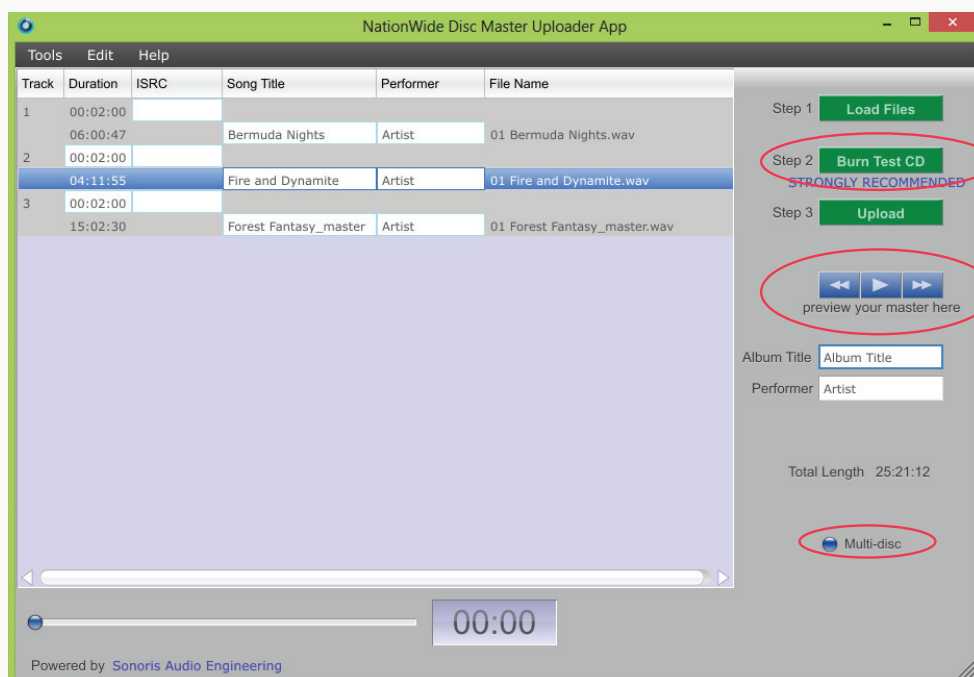 NationWide Disc Master Uploader App
Tools Edit Help
Track Duration ISRC Song Title Performer File Name
1 00:02:00
06:00:47 Bermuda Nights Artist 01 Bermuda Nights.wav
2 00:02:00
04:11:55 Fire and Dynamite Artist 01 Fire and Dynamite.wav
3 00:02:00
15:02:30 Forest Fantasy_master Artist 01 Forest Fantasy_master.wav
Step 1 Load Files
Step 2 Burn Test CD
STRONGLY RECOMMENDED
Step 3 Upload
preview your master here
Album Title Album Title
Performer Artist
Total Length 25:21:12
Multi-disc
00:00
Powered by Sonoris Audio Engineering